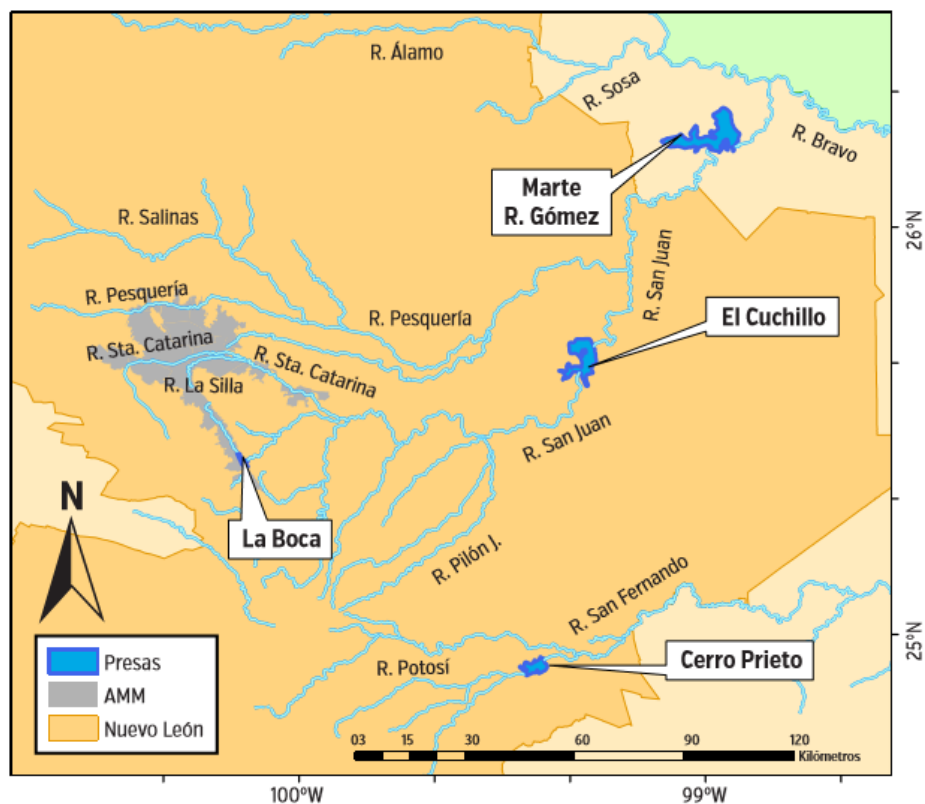 R. Álamo
R. Sosa
R. Bravo
Marte
R. Gómez
R. Salinas
26°N
R. San Juan
R. Pesquería
R. Pesquería
El Cuchillo
R. Sta. Catarina
R. Sta. Catarina
R. La Silla
R. San Juan
N
La Boca
R. Pilón J.
R. San Fernando
25°N
Cerro Prieto
R. Potosí
Presas
AMM
Nuevo León
03 15 30 60 90 120
Kilómetros
100°W 99°W